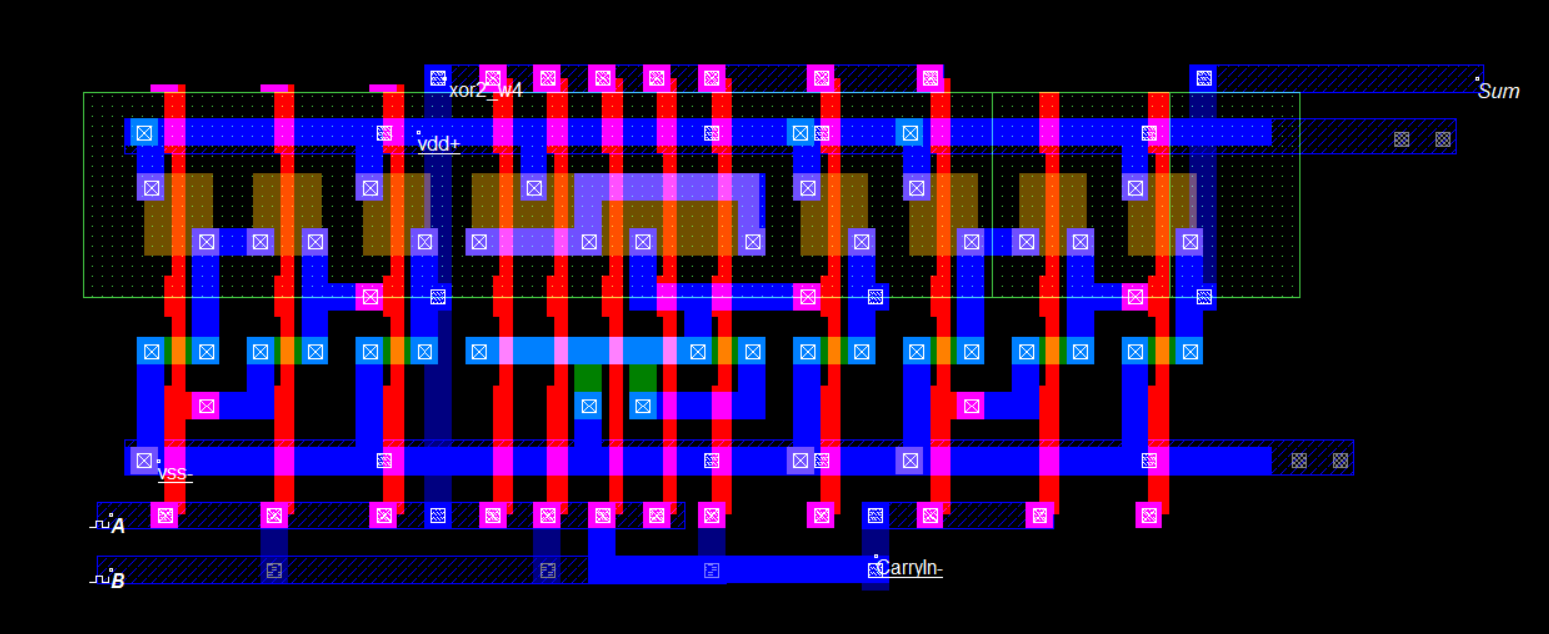 xor2_w4
Sum
vdd+
vss-
A
B
CarryIn-